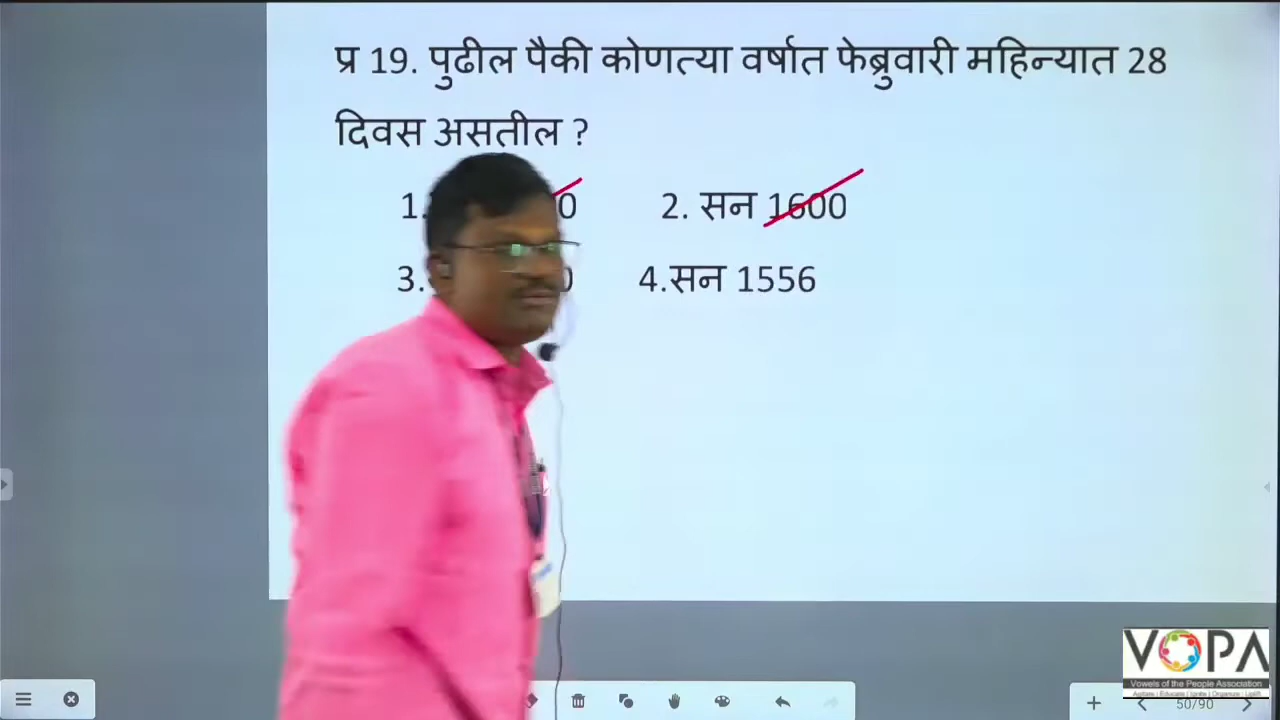 प्र 19. पुढील पैकी कोणत्या वर्षात फेब्रुवारी महिन्यात 28
दिवस असतील ?
1. 2. सन 1600
3. 4.सन 1556
VOPA
Vowels of the People Association
50/90